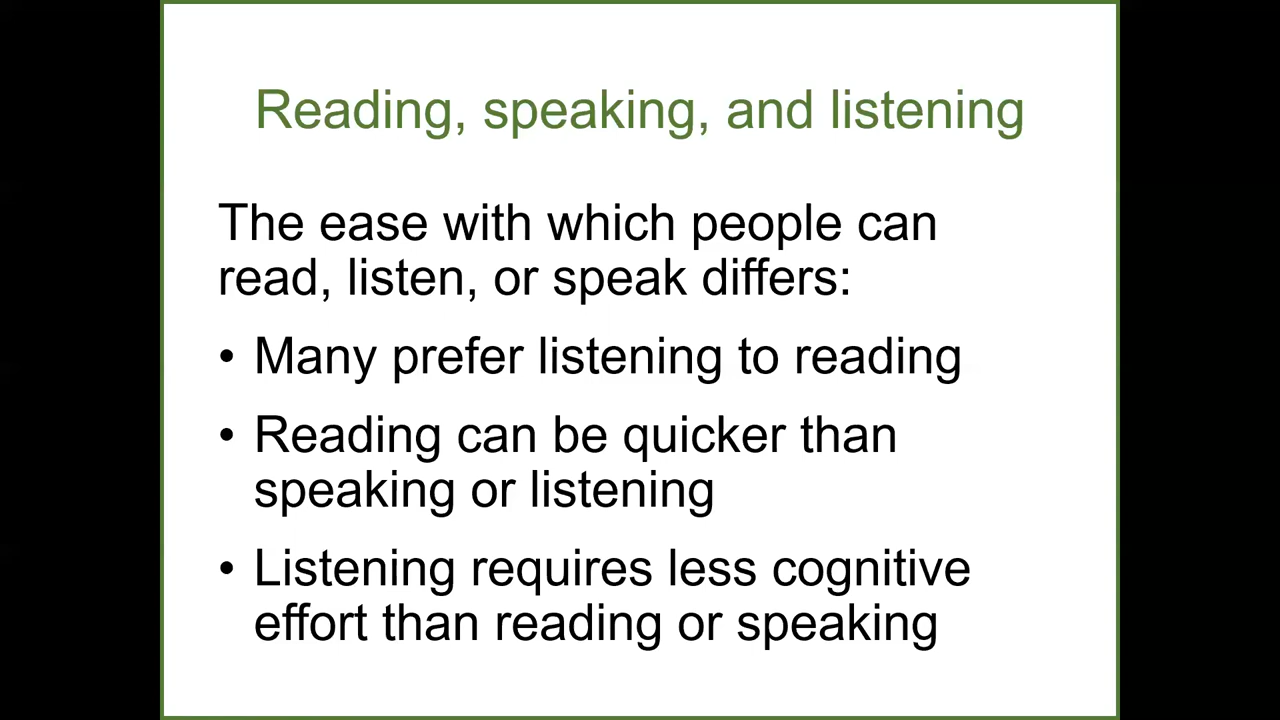 Reading, speaking, and listening
The ease with which people can
read, listen, or speak differs:
• Many prefer listening to reading
• Reading can be quicker than
speaking or listening
• Listening requires less cognitive
effort than reading or speaking